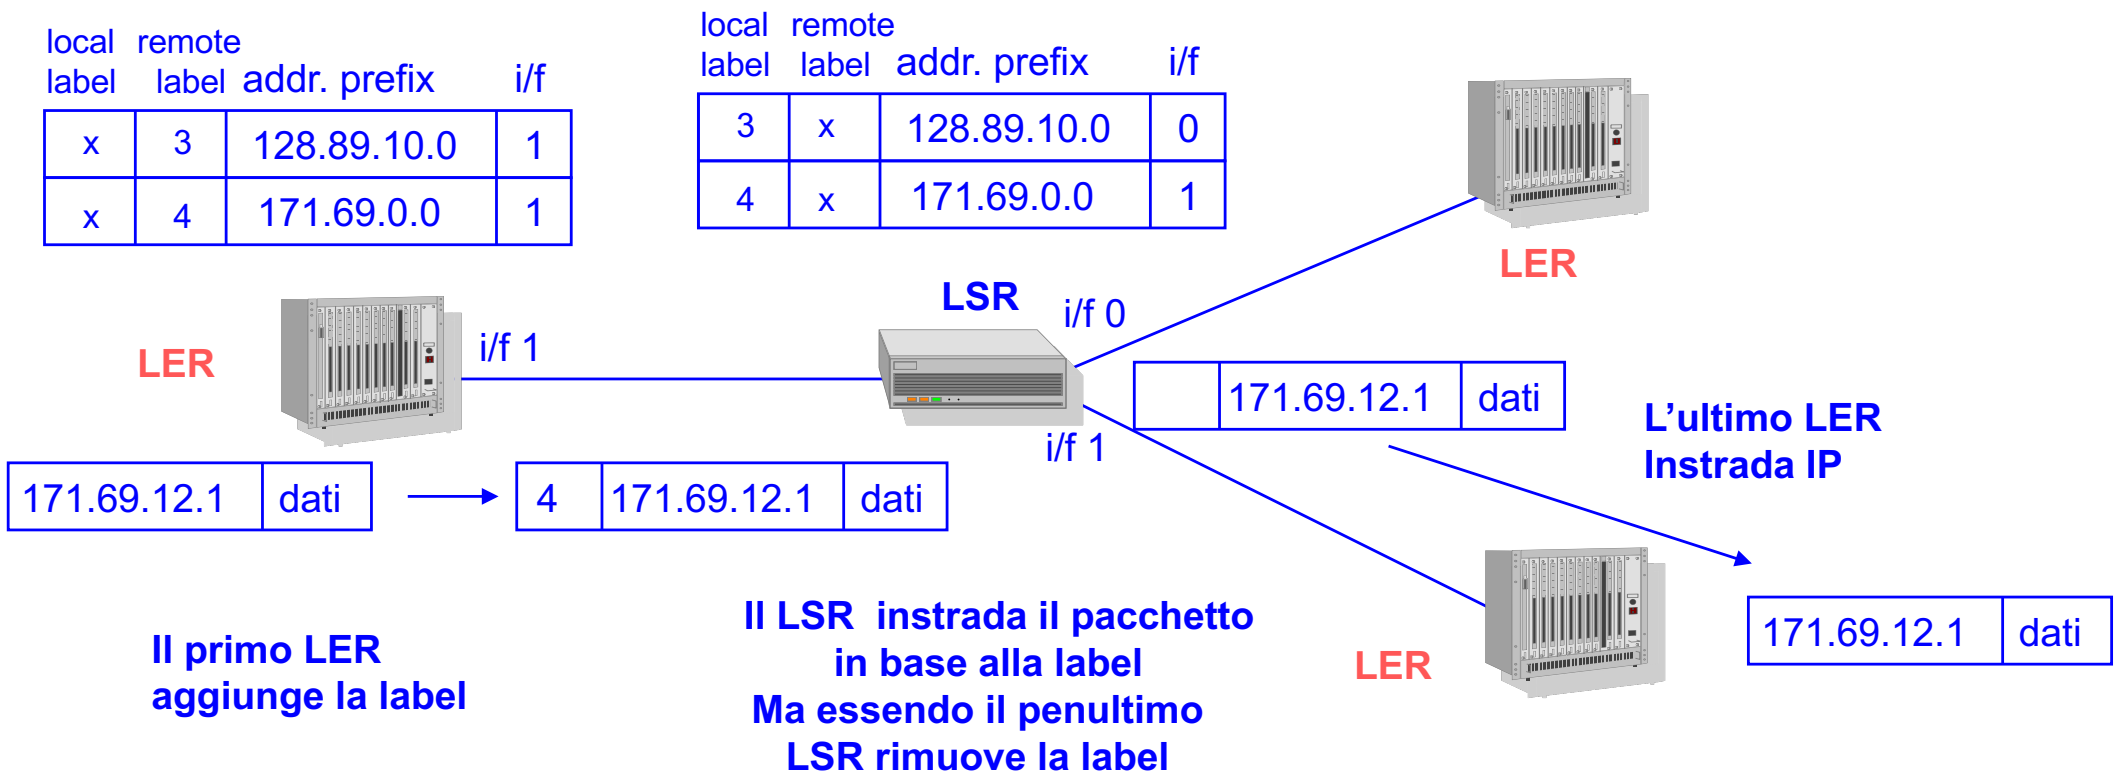 local remote
label label addr. prefix i/f
x 3 128.89.10.0 1
x 4 171.69.0.0 1
local remote
label label addr. prefix i/f
3 x 128.89.10.0 0
4 x 171.69.0.0 1
LER
LSR
i/f 0
i/f 1
LER
171.69.12.1 dati
i/f 1
L'ultimo LER
Instrada IP
171.69.12.1 dati
4 171.69.12.1 dati
Il primo LER
aggiunge la label
Il LSR instrada il pacchetto
in base alla label
Ma essendo il penultimo
LSR rimuove la label
LER
171.69.12.1 dati